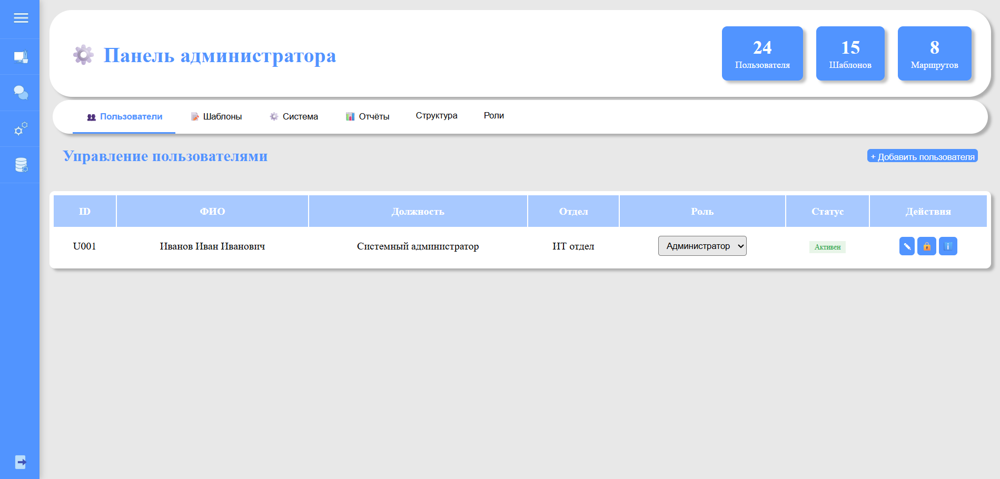 Панель администратора
24
Пользователя
15
Шаблонов
8
Маршрутов
Пользователи Шаблоны Система Отчёты Структура Роли
Управление пользователями
+ Добавить пользователя
ID ФИО Должность Отдел Роль Статус Действия
U001 Иванов Иван Иванович Системный администратор ИТ отдел Администратор Активен